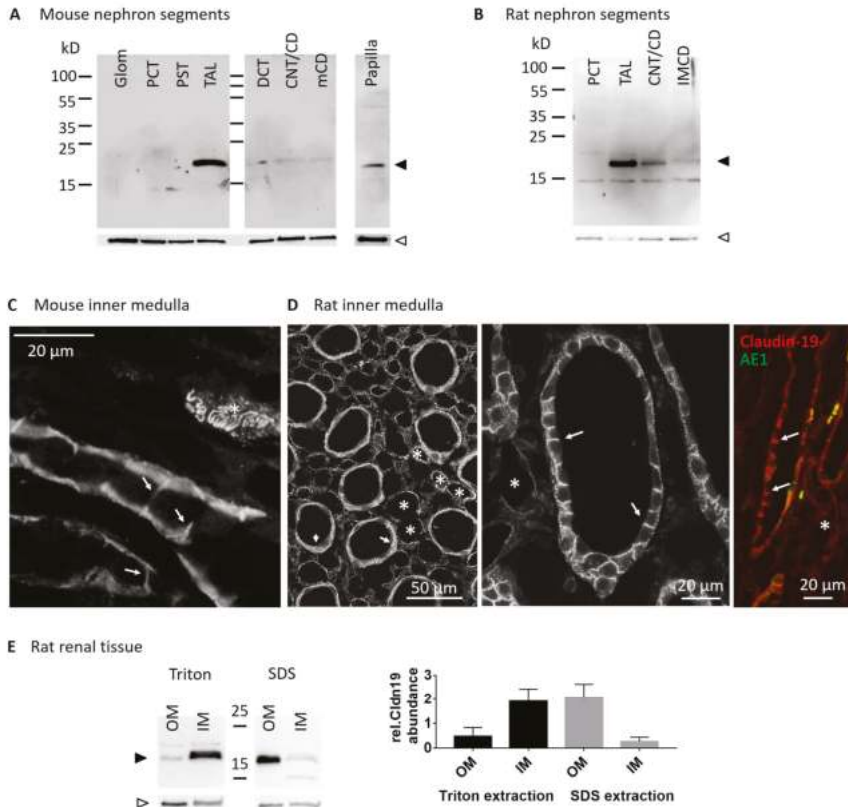 A Mouse nephron segments
kD
Glom PCT PST TAL DCT CNT/CD mCD Papilla
100
55
35
25
15
B Rat nephron segments
kD
PCT TAL CNT/CD IMCD
100
55
35
25
15
C Mouse inner medulla
20 µm
D Rat inner medulla
50 µm
20 µm
Claudin-19
AE1
20 µm
E Rat renal tissue
Triton SDS
OM IM OM IM
25
15
rel.Cldn19
abundance
3
2
1
0
OM IM OM IM
Triton extraction SDS extraction